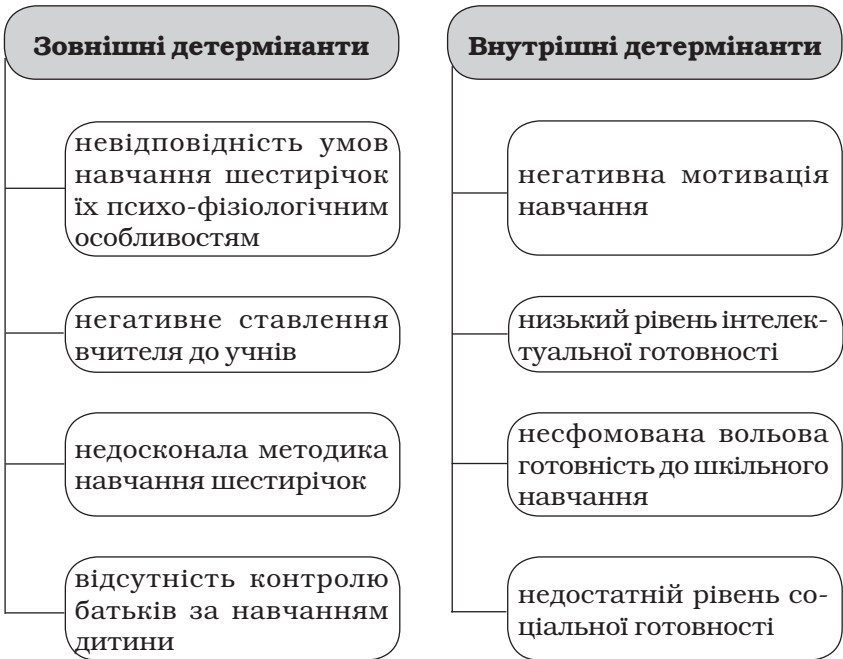 Зовнішні детермінанти
невідповідність умов
навчання шестирічок
їх психо-фізіологічним
особливостям
негативне ставлення
вчителя до учнів
недосконала методика
навчання шестирічок
відсутність контролю
батьків за навчанням
дитини
Внутрішні детермінанти
негативна мотивація
навчання
низький рівень інтелек-
туальної готовності
несфомована вольова
готовність до шкільного
навчання
недостатній рівень со-
ціальної готовності